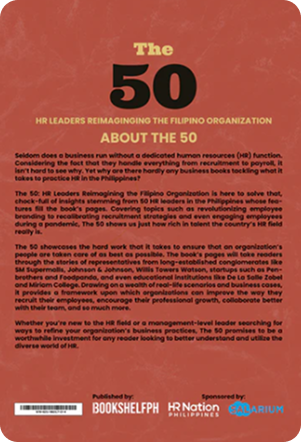 The
50
HR LEADERS REIMAGINGING THE FILIPINO ORGANIZATION
ABOUT THE 50
Seldom does a business run without a dedicated human resources (HR) function.
Considering the fact that they handle everything from recruitment to payroll, it
isn't hard to see why. Yet why are there hardly any business books tackling what it
takes to practice HR in the Philippines?
The 50: HR Leaders Reimagining the Filipino Organization is here to solve that,
chock-full of insights stemming from 50 HR leaders in the Philippines whose fea-
tures fill the book's pages. Covering topics such as revolutionizing employee
branding to recalibrating recruitment strategies and even engaging employees
during a pandemic, The 50 shows us just how rich in talent the country's HR field
really is.
The 50 showcases the hard work that it takes to ensure that an organization's
people are taken care of as best as possible. The book's pages will take readers
through the stories of representatives from long-established conglomerates like
SM Supermalls, Johnson & Johnson, Willis Towers Watson, startups such as Pen-
brothers and Foodpanda, and even educational institutions like De La Salle Zobel
and Miriam College. Drawing on a wealth of real-life scenarios and business cases,
it provides a framework upon which organizations can improve the way they
recruit their employees, encourage their professional growth, collaborate better
with their team, and so much more.
Whether you're new to the HR field or a management-level leader searching for
ways to refine your organization's business practices, The 50 promises to be a
worthwhile investment for any reader looking to better understand and utilize the
diverse world of HR.
Published by:
BOOKSHELFPH
HR Nation
PHILIPPINES
Sponsored by: